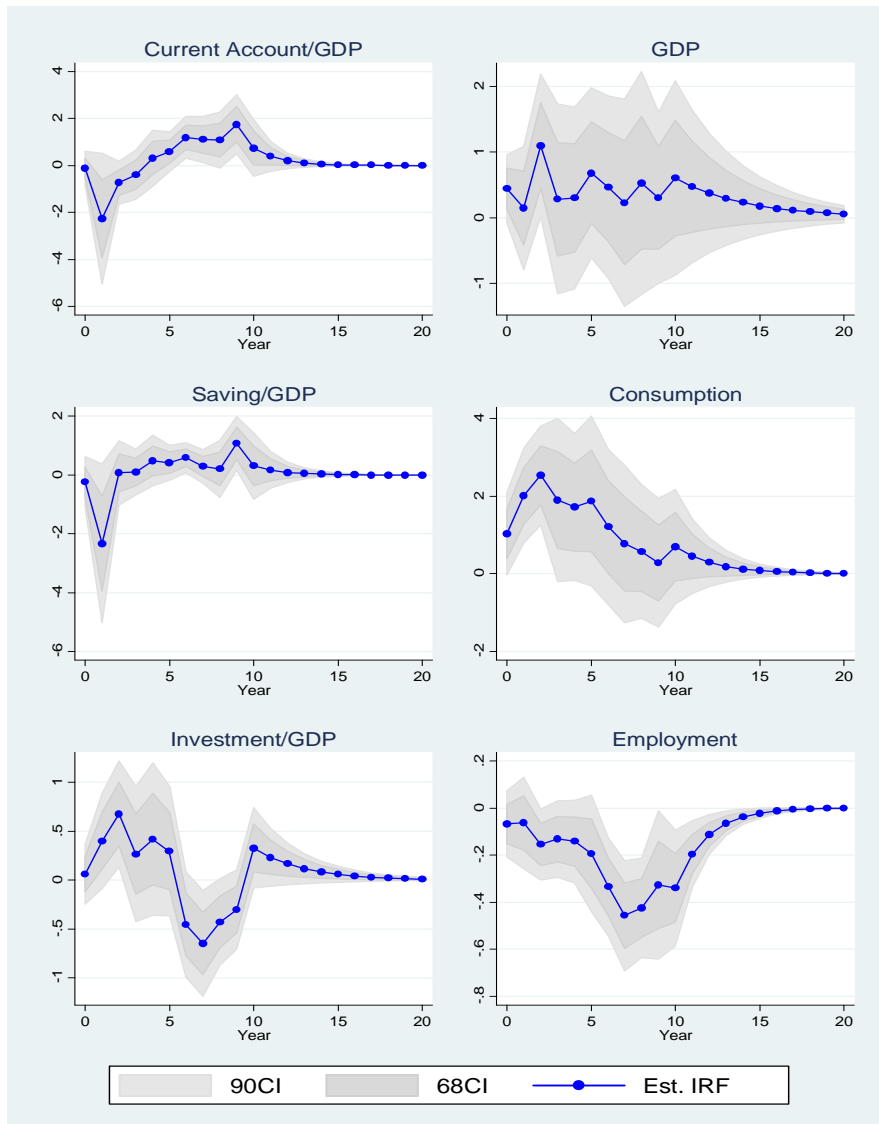 Current Account/GDP
4
2
0
-2
-4
-6
0 5 10 15 20
Year
GDP
2
1
0
-1
0 5 10 15 20
Year
Saving/GDP
2
0
-2
-4
-6
0 5 10 15 20
Year
Consumption
4
2
0
-2
0 5 10 15 20
Year
Investment/GDP
1
.5
0
-.5
-1
0 5 10 15 20
Year
Employment
.2
0
-.2
-.4
-.6
-.8
0 5 10 15 20
Year
90CI 68CI Est. IRF